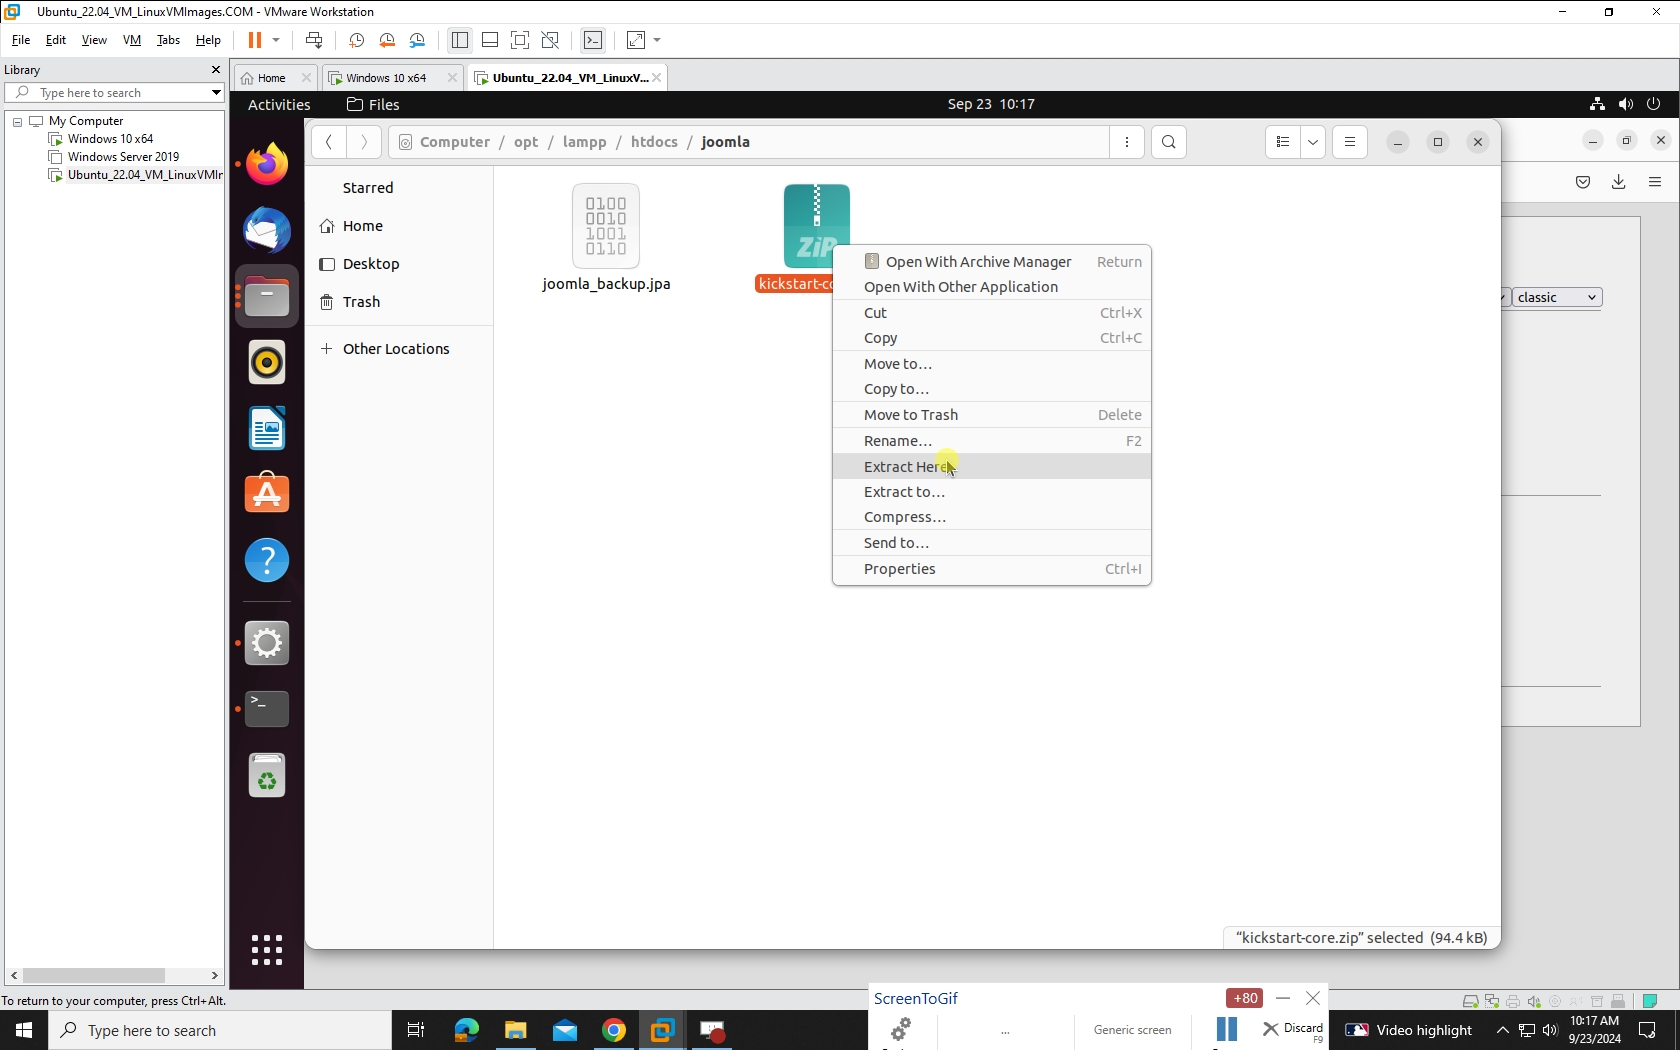 Ubuntu_22.04_VM_LinuxVMImages.COM - VMware Workstation
File Edit View VM Tabs Help
Library
Type here to search
My Computer
Windows 10 x64
Windows Server 2019
Ubuntu_22.04_VM_LinuxVMIr
Home
Windows 10 x64
Ubuntu_22.04_VM_LinuxV...
Activities
Files
Sep 23 10:17
Computer / opt / lampp / htdocs / joomla
Starred
Home
Desktop
Trash
+ Other Locations
0100
0010
1001
0110
joomla_backup.jpa
ZiP
kickstart-co
Open With Archive Manager Return
Open With Other Application
Cut Ctrl+X
Copy Ctrl+C
Move to...
Copy to...
Move to Trash Delete
Rename... F2
Extract Here
Extract to...
Compress...
Send to...
Properties Ctrl+I
classic
"kickstart-core.zip" selected (94.4 kB)
To return to your computer, press Ctrl+Alt.
ScreenToGif
+80
...
Generic screen
Discard
F9
Type here to search
Video highlight
10:17 AM
9/23/2024